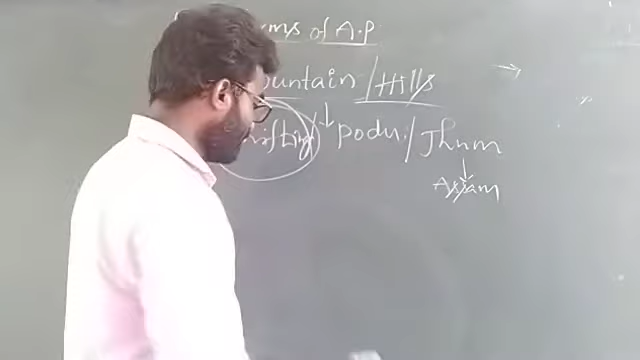 of A.P
/ Hills
/ Podu / Jhum
Assam